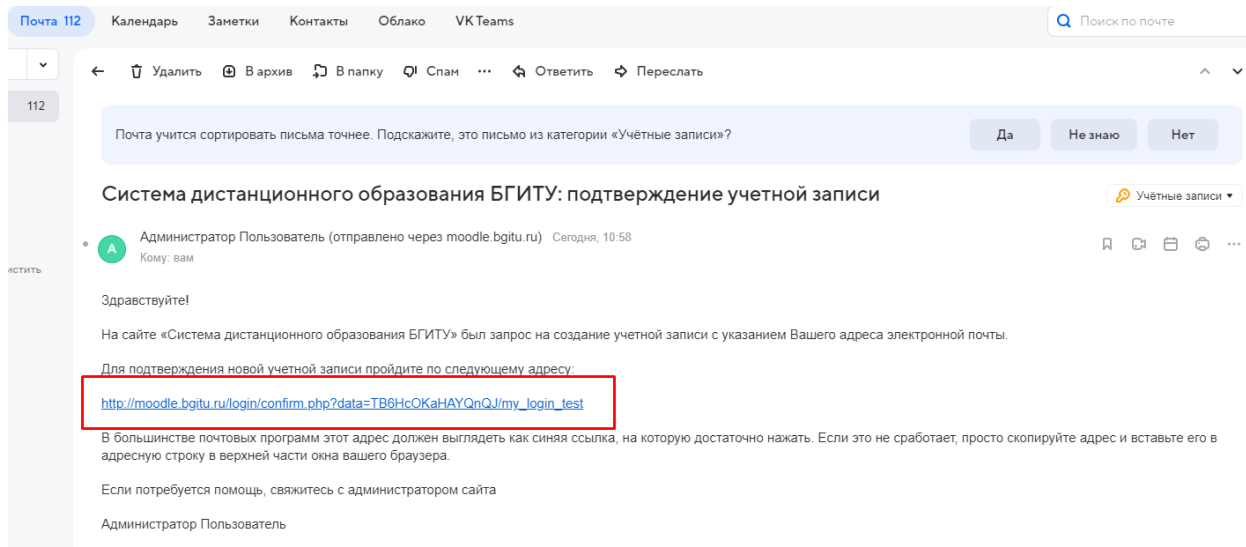 Почта 112 Календарь Заметки Контакты Облако VK Teams Поиск по почте
Удалить В архив В папку Спам Ответить Переслать
112
Почта учится сортировать письма точнее. Подскажите, это письмо из категории «Учётные записи»? Да Не знаю Нет
Система дистанционного образования БГИТУ: подтверждение учетной записи Учётные записи
А Администратор Пользователь (отправлено через moodle.bgitu.ru) Сегодня, 10:58
Кому: вам
истить
Здравствуйте!
На сайте «Система дистанционного образования БГИТУ» был запрос на создание учетной записи с указанием Вашего адреса электронной почты.
Для подтверждения новой учетной записи пройдите по следующему адресу:
http://moodle.bgitu.ru/login/confirm.php?data=TB6HcOKaHAYQnQJ/my_login_test
В большинстве почтовых программ этот адрес должен выглядеть как синяя ссылка, на которую достаточно нажать. Если это не сработает, просто скопируйте адрес и вставьте его в
адресную строку в верхней части окна вашего браузера.
Если потребуется помощь, свяжитесь с администратором сайта
Администратор Пользователь